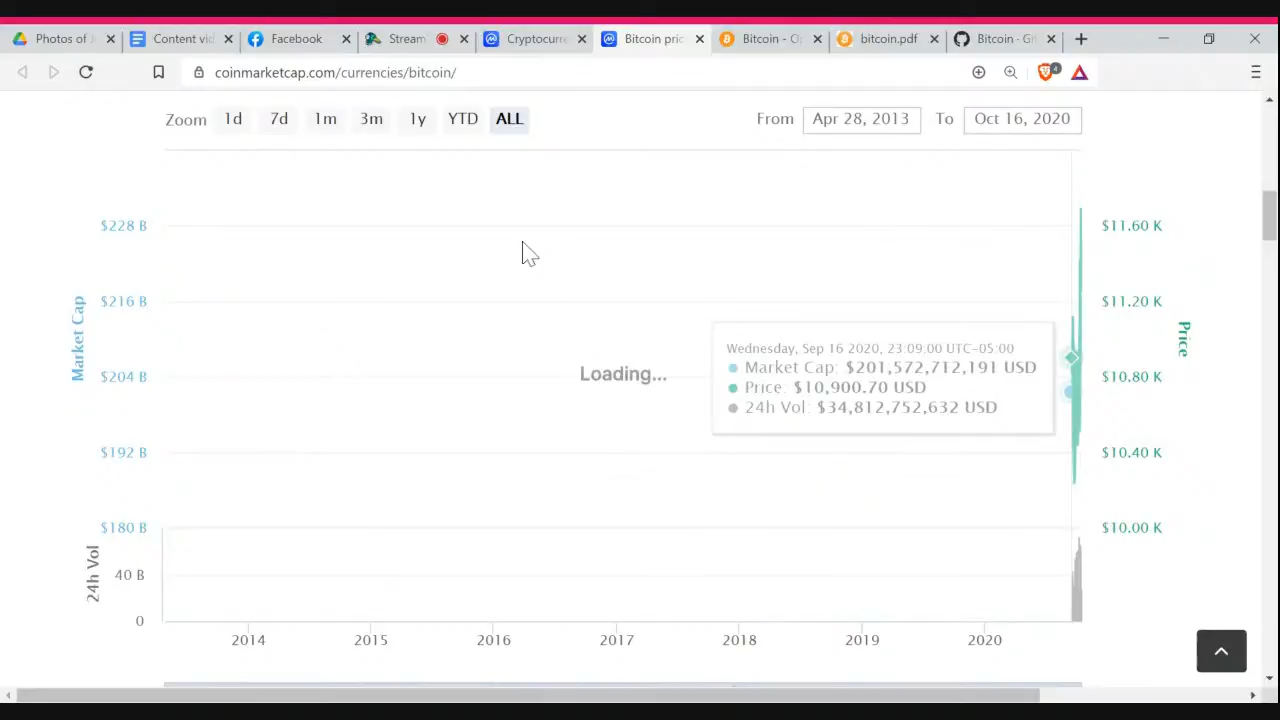 Photos of J
Content vid
Facebook
Stream
Cryptocurre
Bitcoin pric
Bitcoin - O
bitcoin.pdf
Bitcoin - Gi
coinmarketcap.com/currencies/bitcoin/
4
Zoom 1d 7d 1m 3m 1y YTD ALL
From Apr 28, 2013 To Oct 16, 2020
$228 B
$216 B
$204 B
$192 B
$180 B
Market Cap
24h Vol
40 B
0
Loading...
Wednesday, Sep 16 2020, 23:09:00 UTC-05:00
Market Cap: $201,572,712,191 USD
Price: $10,900.70 USD
24h Vol: $34,812,752,632 USD
$11.60 K
$11.20 K
$10.80 K
$10.40 K
$10.00 K
Price
2014 2015 2016 2017 2018 2019 2020